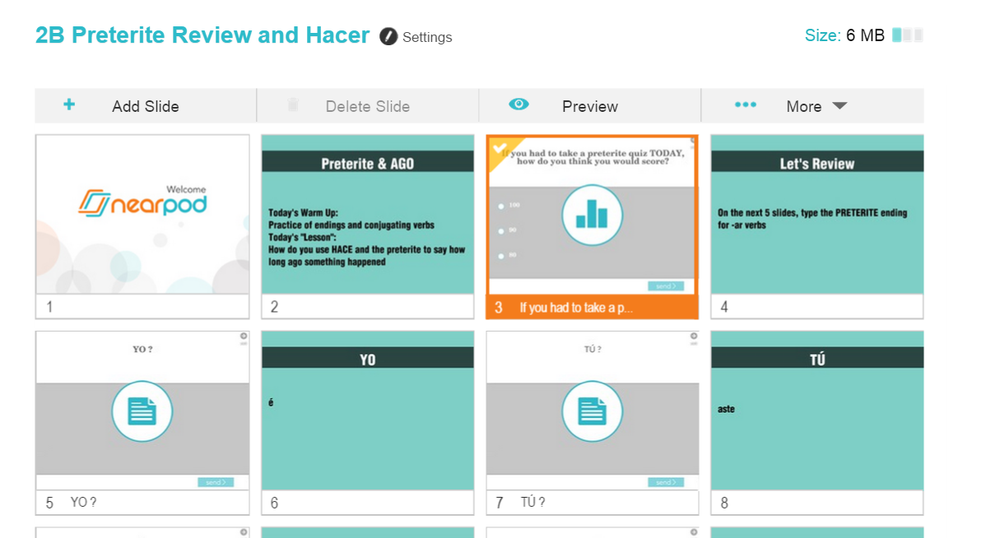 2B Preterite Review and Hacer Settings
Size: 6 MB
Add Slide
Delete Slide
Preview
More
Welcome
nearpod
1
Preterite & AGO
Today's Warm Up:
Practice of endings and conjugating verbs
Today's "Lesson":
How do you use HACE and the preterite to say how
long ago something happened
2
If you had to take a preterite quiz TODAY,
how do you think you would score?
100
90
80
send >
3 If you had to take a p...
Let's Review
On the next 5 slides, type the PRETERITE ending
for -ar verbs
4
YO ?
send >
5 YO ?
YO
é
6
TÚ ?
send >
7 TÚ ?
TÚ
aste
8